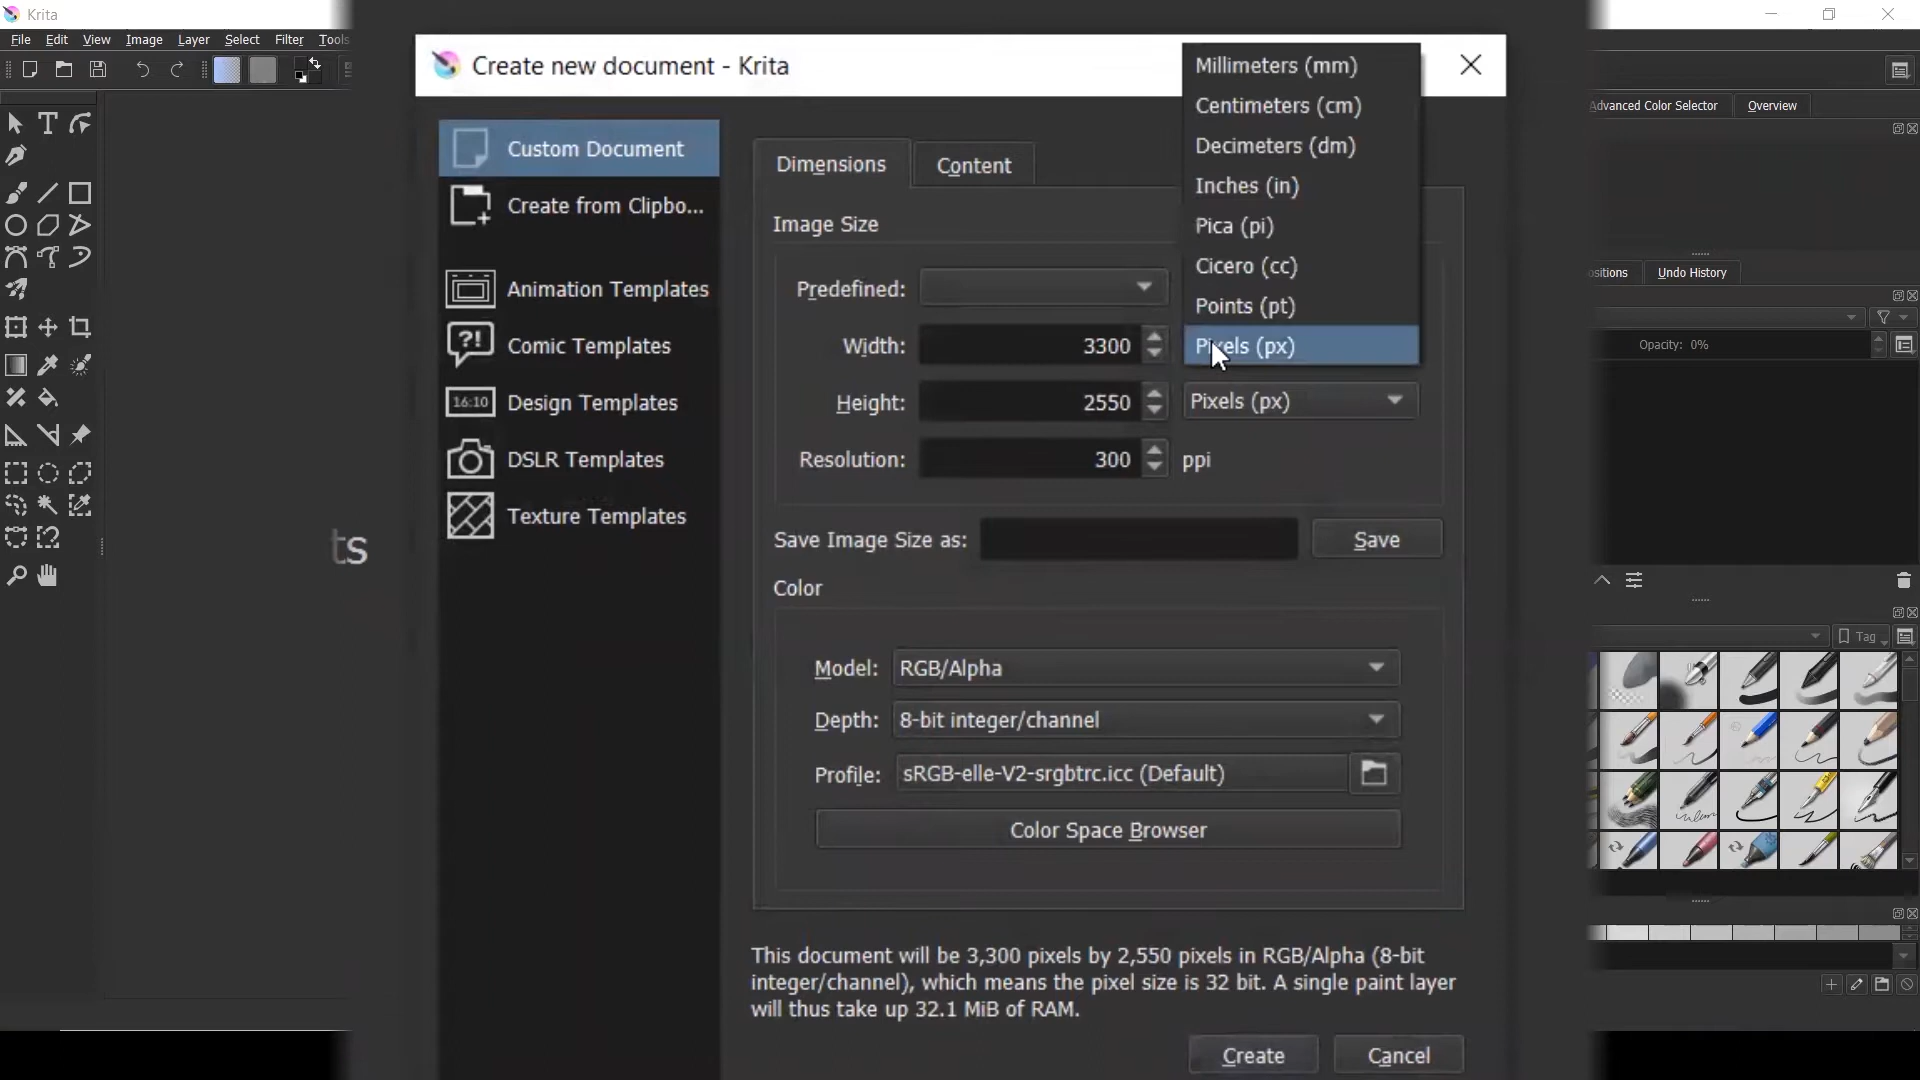 Krita
File Edit View Image Layer Select Filter Tools
Create new document - Krita
Millimeters (mm)
Centimeters (cm)
Decimeters (dm)
Inches (in)
Pica (pi)
Cicero (cc)
Points (pt)
Pixels (px)
Custom Document
Create from Clipbo...
Animation Templates
Comic Templates
16:10
Design Templates
DSLR Templates
Texture Templates
Dimensions Content
Image Size
Predefined:
Width: 3300
Height: 2550 Pixels (px)
Resolution: 300 ppi
Save Image Size as: Save
Color
Model: RGB/Alpha
Depth: 8-bit integer/channel
Profile: sRGB-elle-V2-srgbtrc.icc (Default)
Color Space Browser
This document will be 3,300 pixels by 2,550 pixels in RGB/Alpha (8-bit
integer/channel), which means the pixel size is 32 bit. A single paint layer
will thus take up 32.1 MiB of RAM.
Create Cancel
ts
Advanced Color Selector Overview
ositions Undo History
Opacity: 0%
Tag